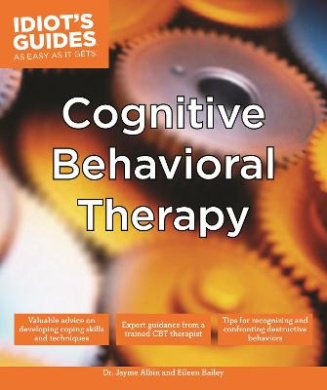 IDIOT'S
GUIDES
AS EASY AS IT GETS!
Cognitive
Behavioral
Therapy
Valuable advice on
developing coping skills
and techniques
Expert guidance from a
trained CBT therapist
Tips for recognizing and
confronting destructive
behaviors
Dr. Jayme Albin and Eileen Bailey